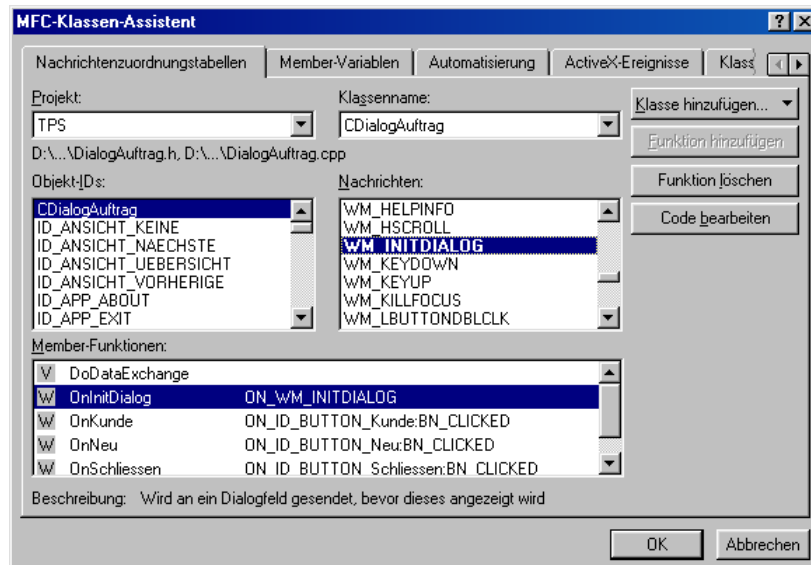 MFC-Klassen-Assistent
Nachrichtenzuordnungstabellen Member-Variablen Automatisierung ActiveX-Ereignisse Klass
Projekt: Klassenname: Klasse hinzufügen...
TPS CDialogAuftrag
Funktion hinzufügen
D:\...\DialogAuftrag.h, D:\...\DialogAuftrag.cpp
Objekt-IDs: Nachrichten: Funktion löschen
CDialogAuftrag WM_HELPINFO
ID_ANSICHT_KEINE WM_HSCROLL Code bearbeiten
ID_ANSICHT_NAECHSTE WM_INITDIALOG
ID_ANSICHT_UEBERSICHT WM_KEYDOWN
ID_ANSICHT_VORHERIGE WM_KEYUP
ID_APP_ABOUT WM_KILLFOCUS
ID_APP_EXIT WM_LBUTTONDBLCLK
Member-Funktionen:
V DoDataExchange
W OnInitDialog ON_WM_INITDIALOG
W OnKunde ON_ID_BUTTON_Kunde:BN_CLICKED
W OnNeu ON_ID_BUTTON_Neu:BN_CLICKED
W OnSchliessen ON_ID_BUTTON_Schliessen:BN_CLICKED
Beschreibung: Wird an ein Dialogfeld gesendet, bevor dieses angezeigt wird
OK Abbrechen